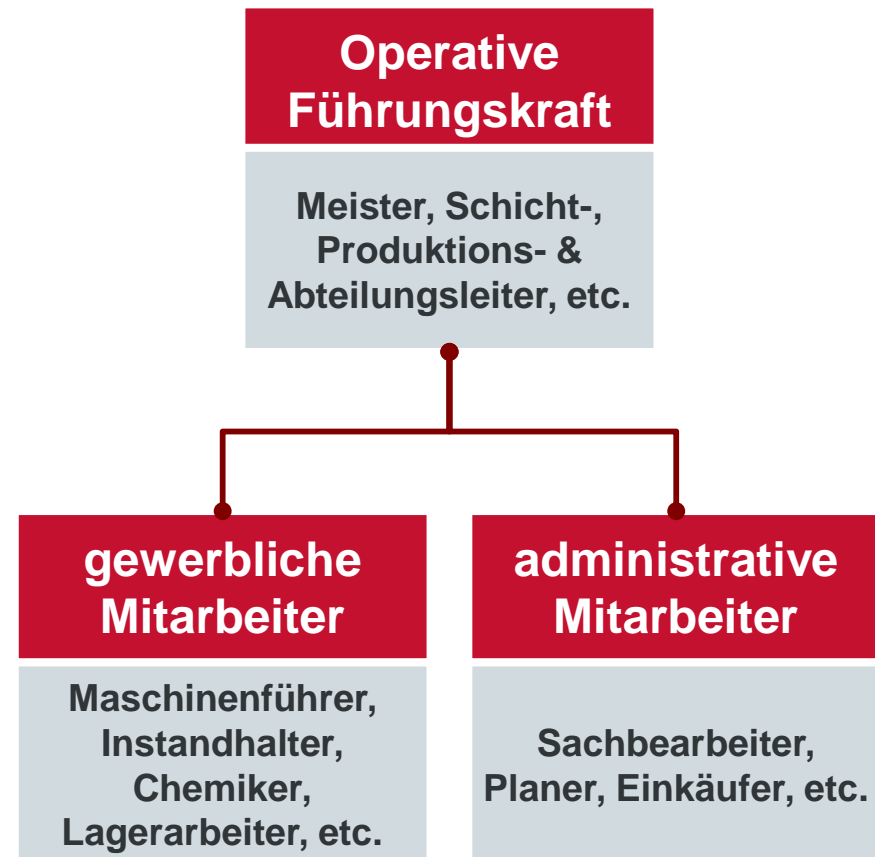 Operative
Führungskraft
Meister, Schicht-,
Produktions- &
Abteilungsleiter, etc.
gewerbliche
Mitarbeiter
Maschinenführer,
Instandhalter,
Chemiker,
Lagerarbeiter, etc.
administrative
Mitarbeiter
Sachbearbeiter,
Planer, Einkäufer, etc.